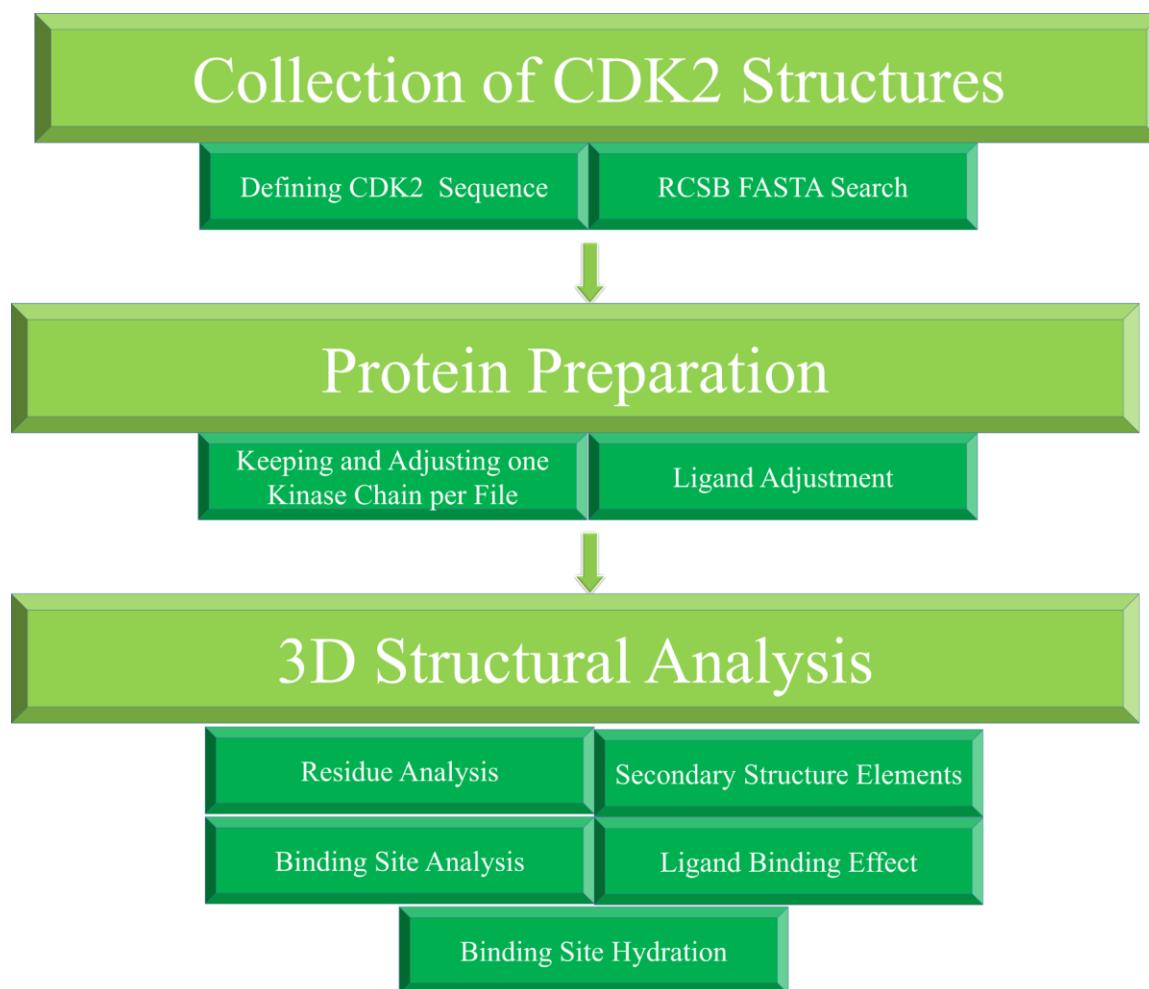 Collection of CDK2 Structures
Defining CDK2 Sequence
RCSB FASTA Search
Protein Preparation
Keeping and Adjusting one
Kinase Chain per File
Ligand Adjustment
3D Structural Analysis
Residue Analysis
Secondary Structure Elements
Binding Site Analysis
Ligand Binding Effect
Binding Site Hydration